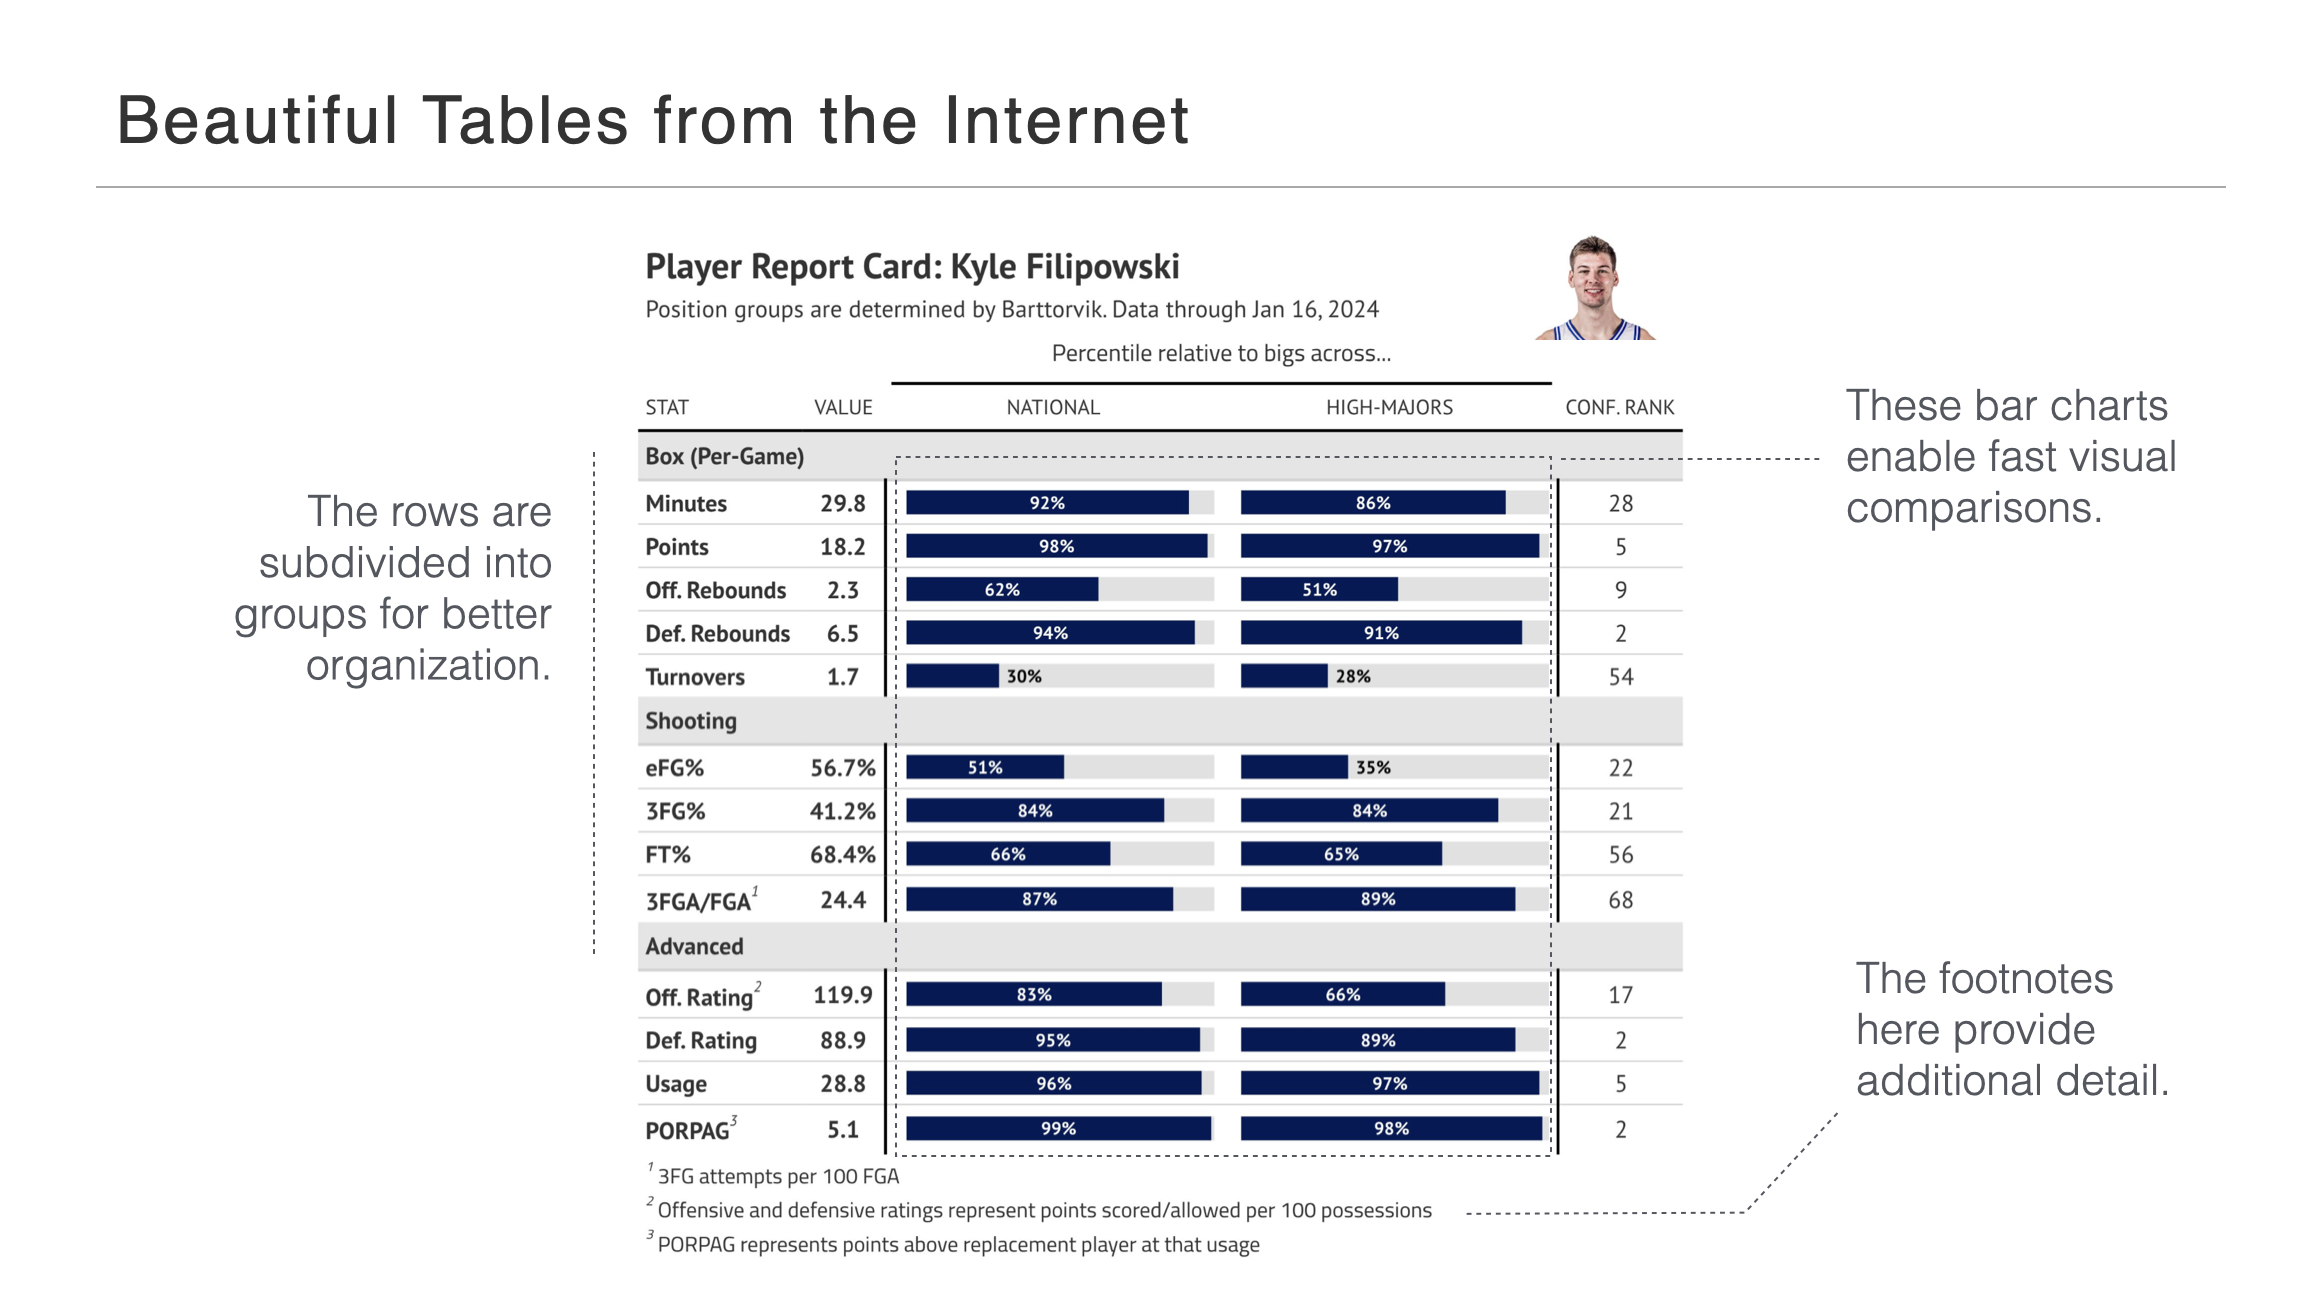 Beautiful Tables from the Internet
Player Report Card: Kyle Filipowski
Position groups are determined by Barttorvik. Data through Jan 16, 2024
Percentile relative to bigs across...
STAT VALUE NATIONAL HIGH-MAJORS CONF. RANK
Box (Per-Game)
Minutes 29.8 92% 86% 28
Points 18.2 98% 97% 5
Off. Rebounds 2.3 62% 51% 9
Def. Rebounds 6.5 94% 91% 2
Turnovers 1.7 30% 28% 54
Shooting
eFG% 56.7% 51% 35% 22
3FG% 41.2% 84% 84% 21
FT% 68.4% 66% 65% 56
3FGA/FGA¹ 24.4 87% 89% 68
Advanced
Off. Rating² 119.9 83% 66% 17
Def. Rating 88.9 95% 89% 2
Usage 28.8 96% 97% 5
PORPAG³ 5.1 99% 98% 2
¹ 3FG attempts per 100 FGA
² Offensive and defensive ratings represent points scored/allowed per 100 possessions
³ PORPAG represents points above replacement player at that usage
The rows are
subdivided into
groups for better
organization.
These bar charts
enable fast visual
comparisons.
The footnotes
here provide
additional detail.